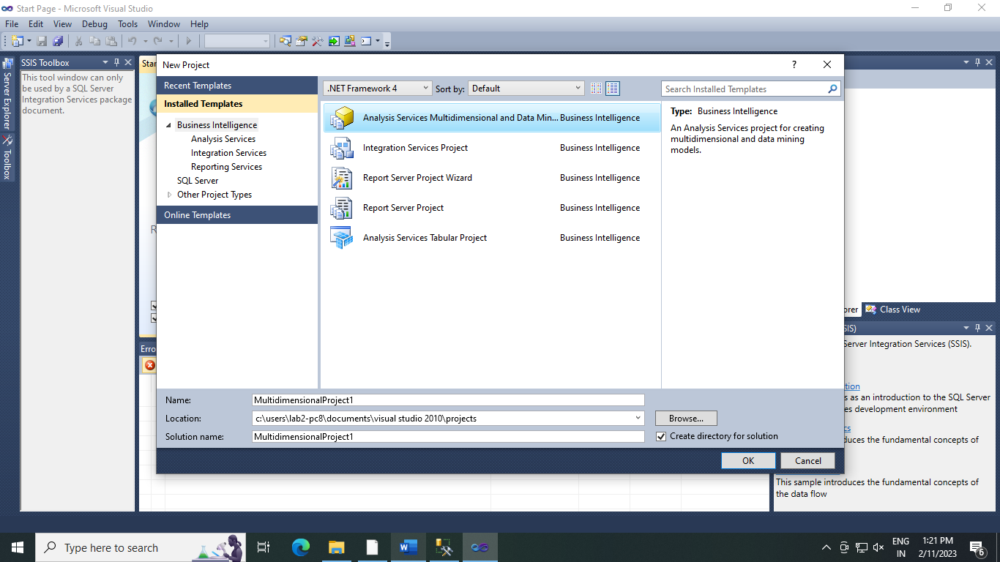 Start Page - Microsoft Visual Studio
File Edit View Debug Tools Window Help
SSIS Toolbox
This tool window can only
be used by a SQL Server
Integration Services package
document.
Server Explorer
Toolbox
Star
New Project
?
Recent Templates
Installed Templates
Business Intelligence
Analysis Services
Integration Services
Reporting Services
SQL Server
Other Project Types
Online Templates
.NET Framework 4
Sort by: Default
Search Installed Templates
Analysis Services Multidimensional and Data Min... Business Intelligence
Integration Services Project Business Intelligence
Report Server Project Wizard Business Intelligence
Report Server Project Business Intelligence
Analysis Services Tabular Project Business Intelligence
Type: Business Intelligence
An Analysis Services project for creating
multidimensional and data mining
models.
R
Erro
Name: MultidimensionalProject1
Location: c:\users\lab2-pc8\documents\visual studio 2010\projects
Browse...
Solution name: MultidimensionalProject1
Create directory for solution
OK Cancel
orer Class View
SIS)
Server Integration Services (SSIS).
tion
s as an introduction to the SQL Server
es development environment
cs
duces the fundamental concepts of
This sample introduces the fundamental concepts of
the data flow
Type here to search
ENG
IN
1:21 PM
2/11/2023
6